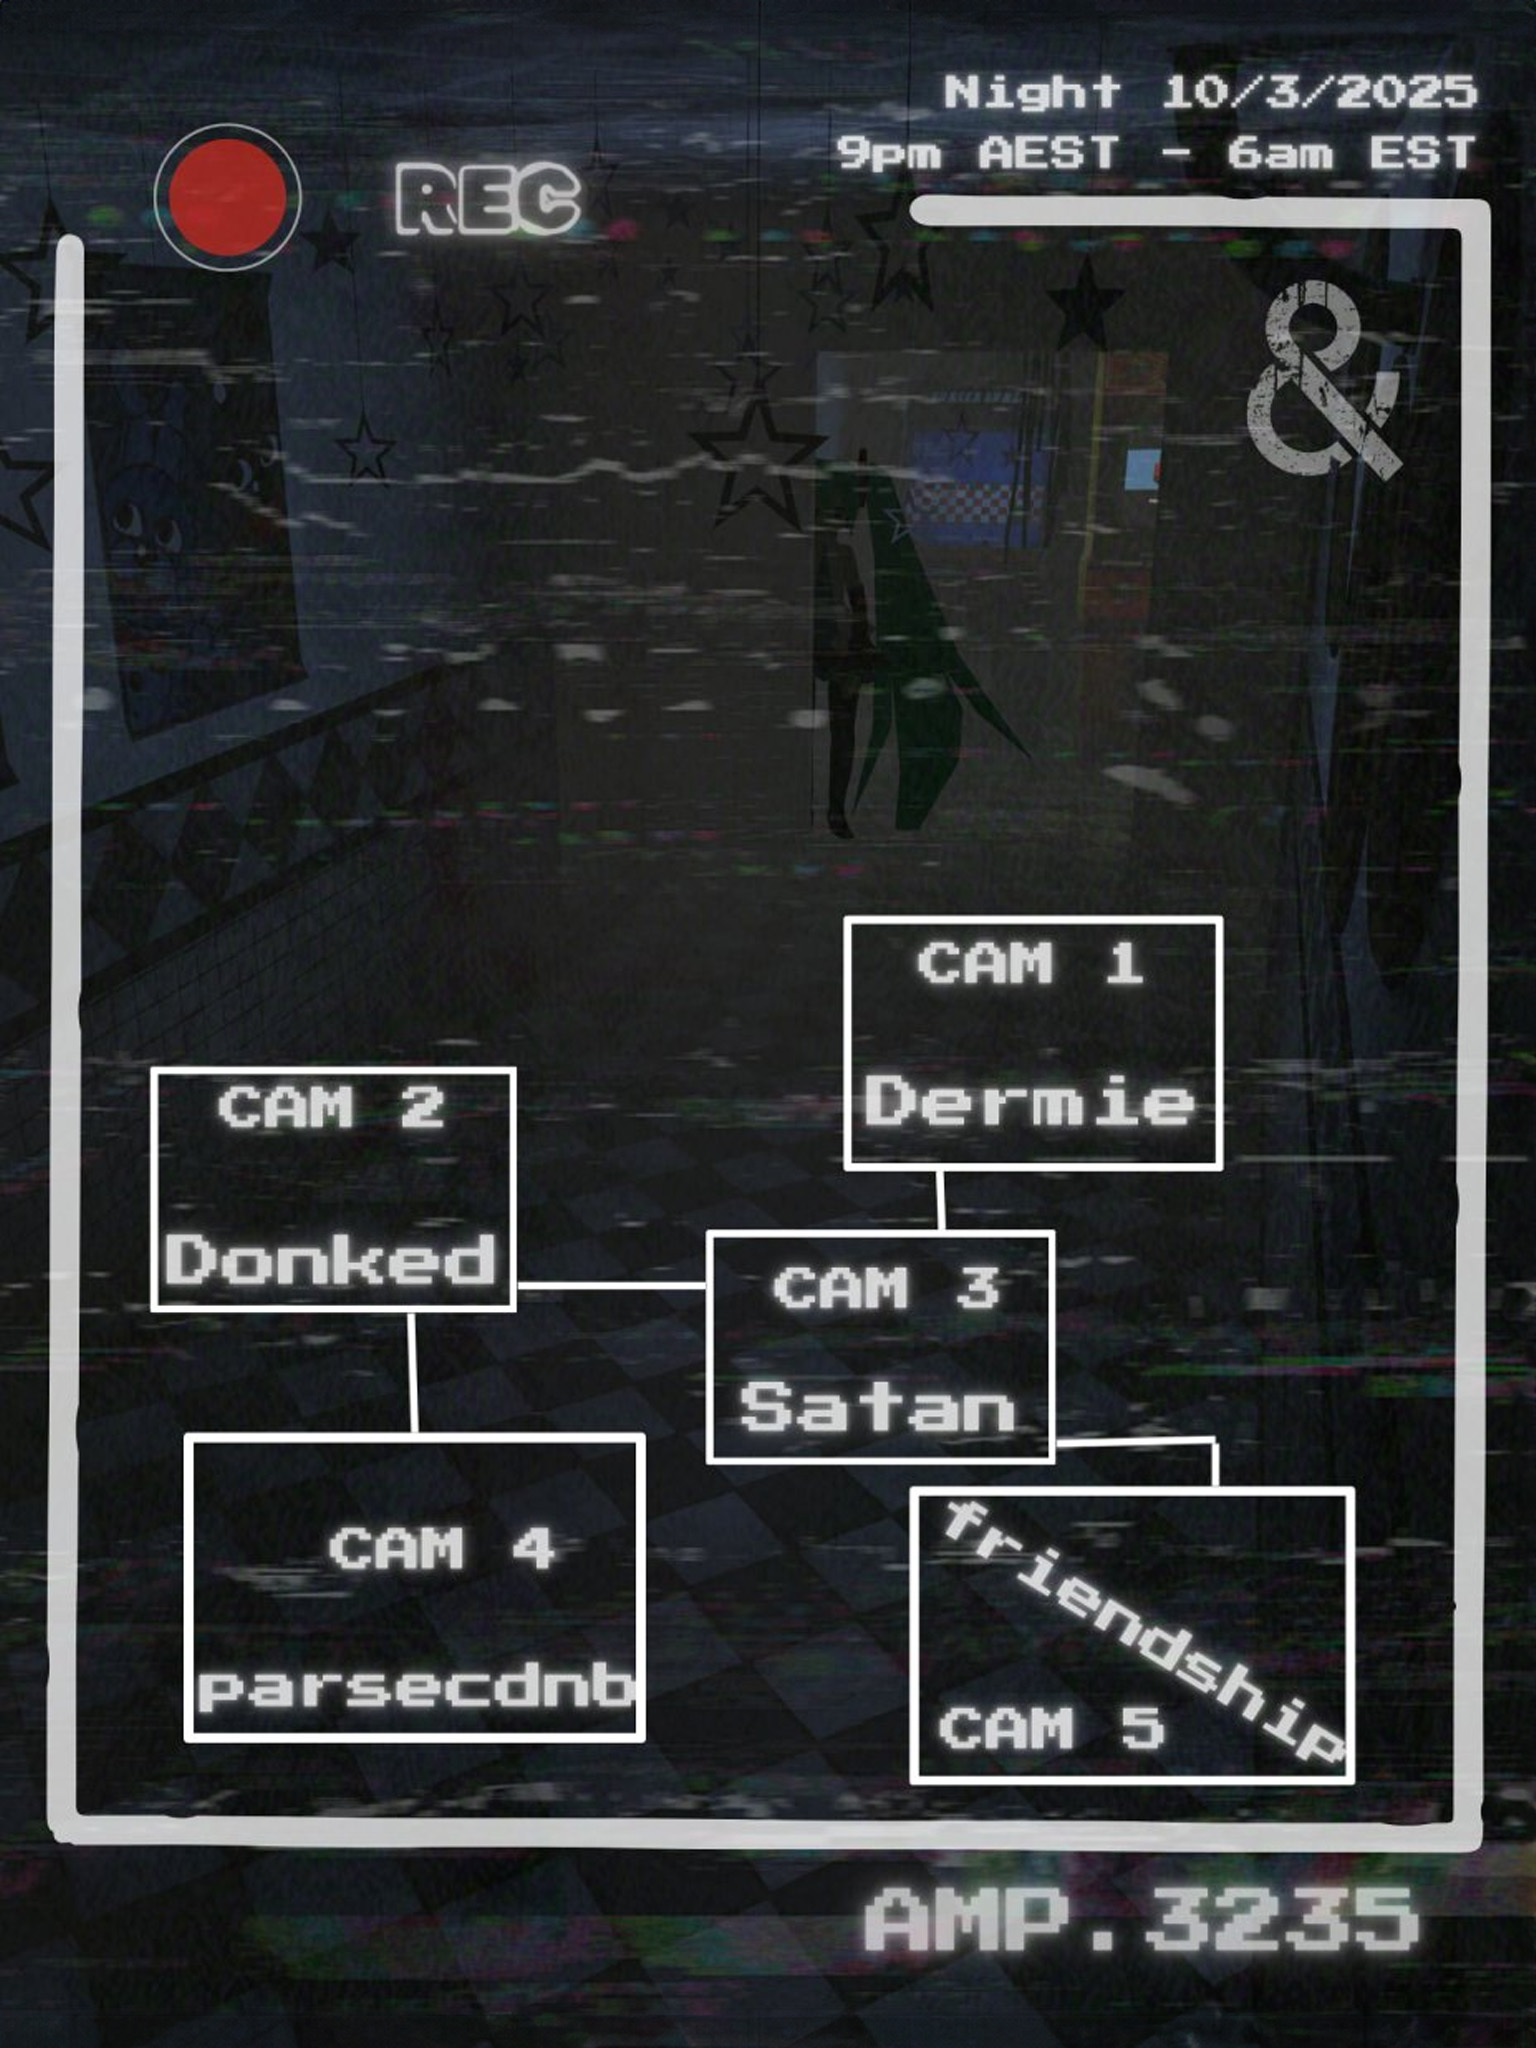 Night 10/3/2025
9pm AEST - 6am EST
REC
&
CAM 1
Dermie
CAM 2
Donked
CAM 3
Satan
CAM 4
parsecdnb
friendship
CAM 5
AMP.3235